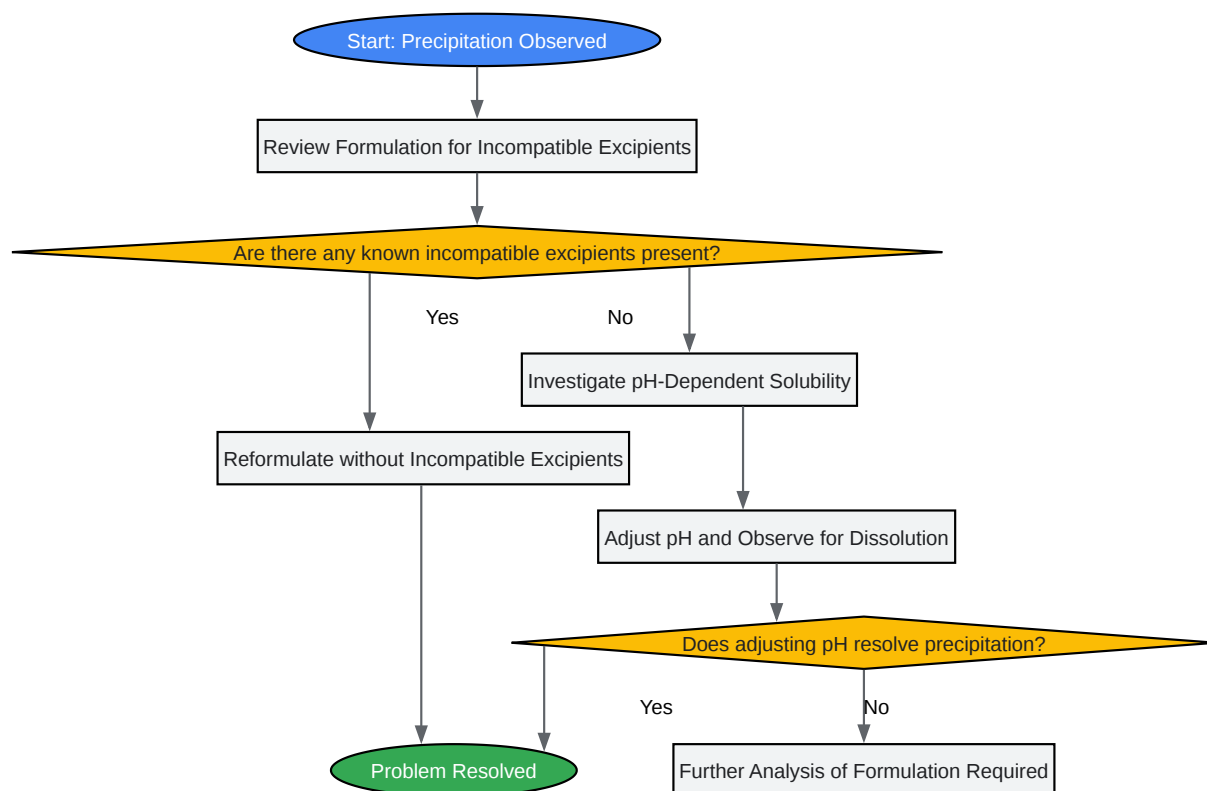 Start: Precipitation Observed
Review Formulation for Incompatible Excipients
Are there any known incompatible excipients present?
Yes
No
Investigate pH-Dependent Solubility
Reformulate without Incompatible Excipients
Adjust pH and Observe for Dissolution
Does adjusting pH resolve precipitation?
Yes
No
Problem Resolved
Further Analysis of Formulation Required